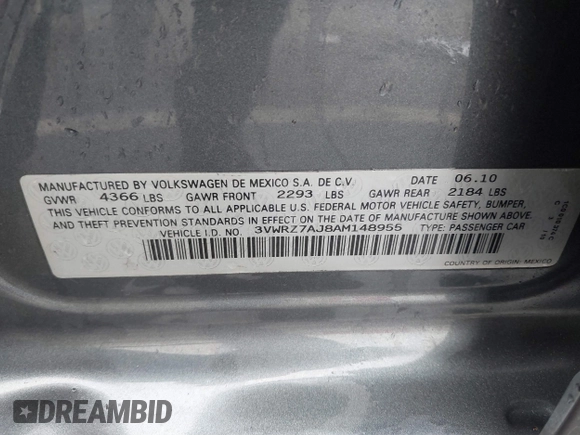 MANUFACTURED BY VOLKSWAGEN DE MEXICO S.A. DE C.V. DATE 06.10
GVWR 4366 LBS GAWR FRONT 2293 LBS GAWR REAR 2184 LBS
THIS VEHICLE CONFORMS TO ALL APPLICABLE U.S. FEDERAL MOTOR VEHICLE SAFETY, BUMPER,
AND THEFT PREVENTION STANDARDS IN EFFECT ON THE DATE OF MANUFACTURE SHOWN ABOVE.
VEHICLE I.D. NO. 3VWRZ7AJ8AM148955 TYPE: PASSENGER CAR
COUNTRY OF ORIGIN: MEXICO
DREAMBID